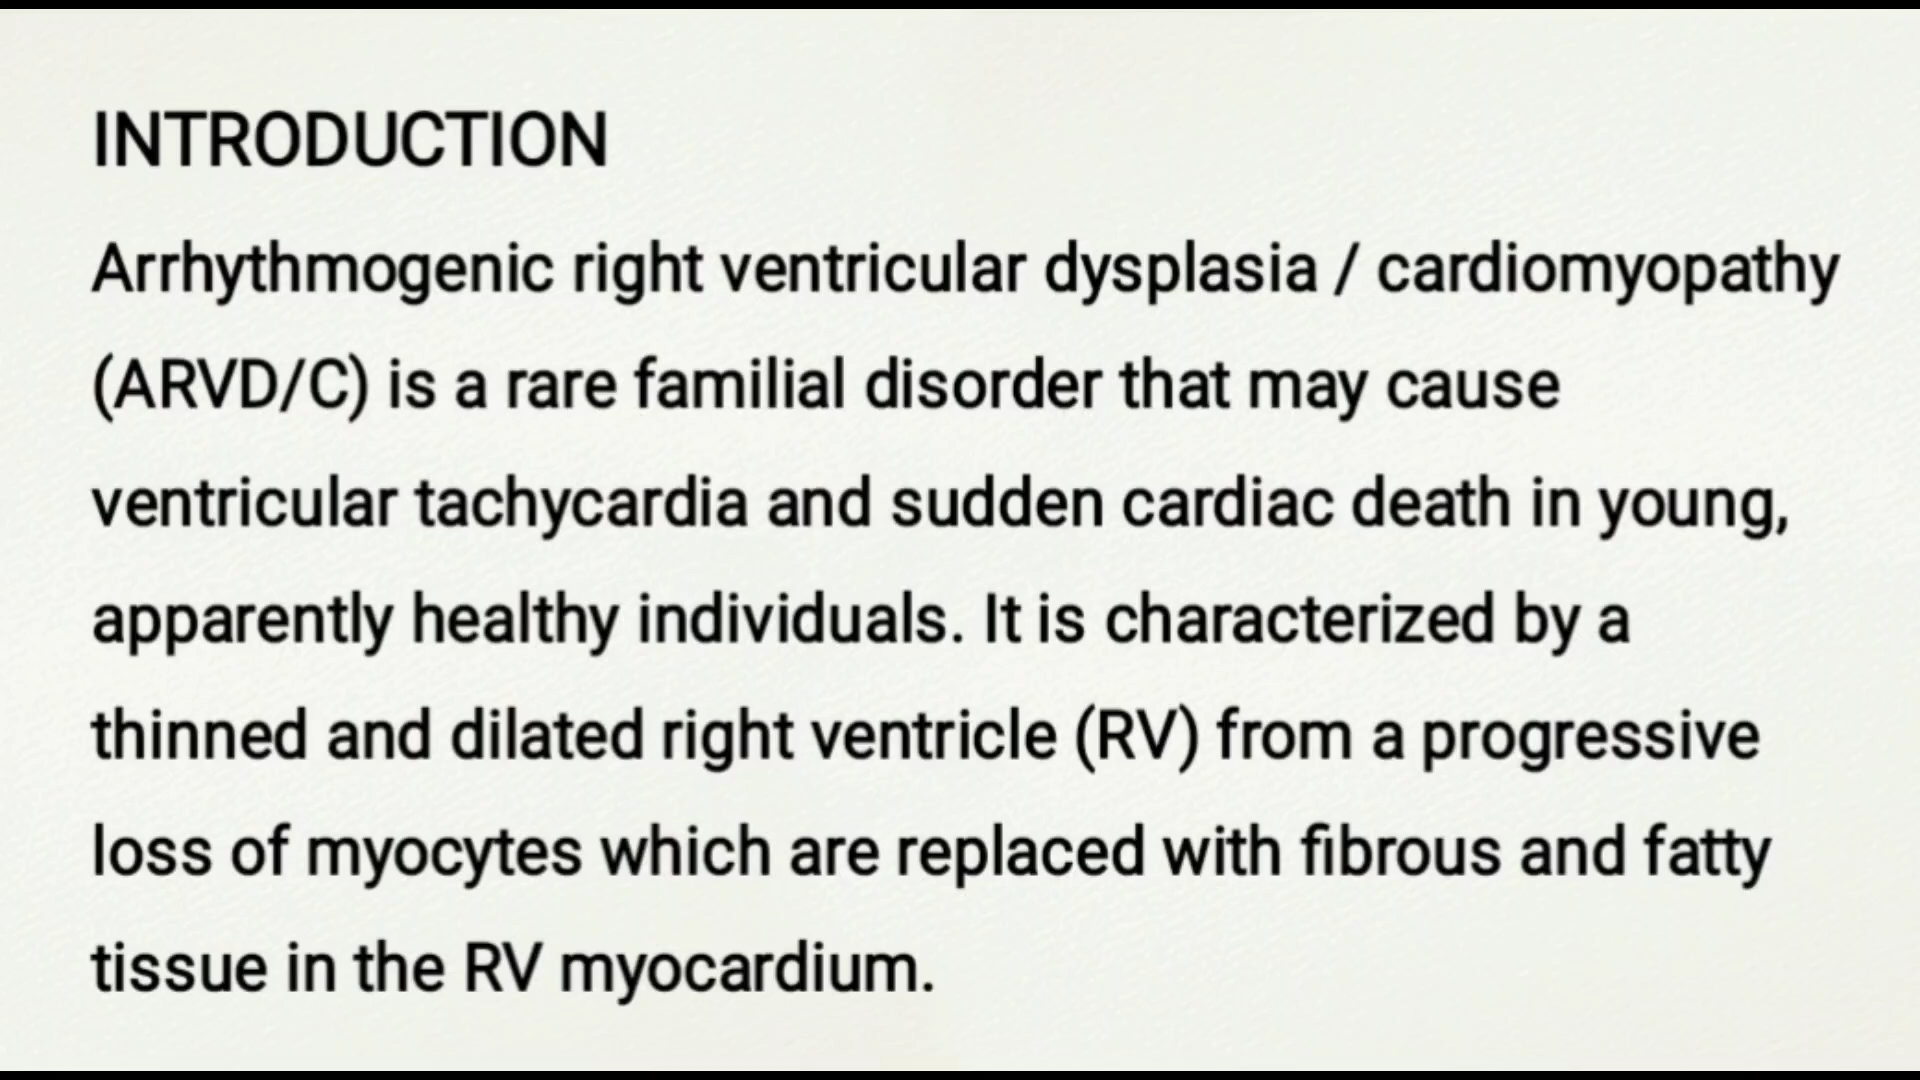 INTRODUCTION
Arrhythmogenic right ventricular dysplasia / cardiomyopathy
(ARVD/C) is a rare familial disorder that may cause
ventricular tachycardia and sudden cardiac death in young,
apparently healthy individuals. It is characterized by a
thinned and dilated right ventricle (RV) from a progressive
loss of myocytes which are replaced with fibrous and fatty
tissue in the RV myocardium.